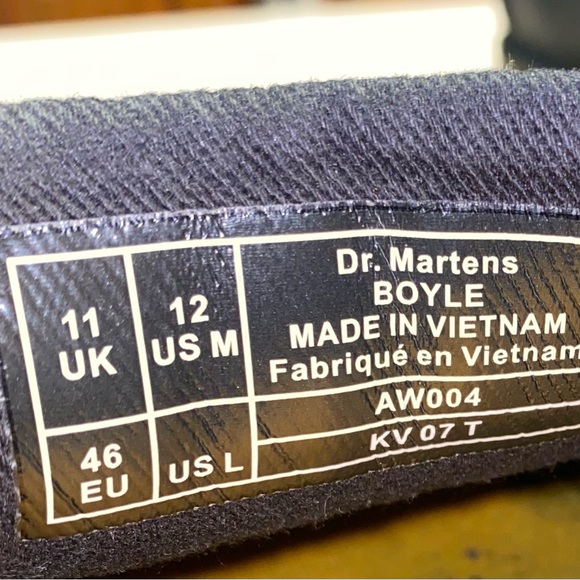 11
UK
12
US M
46
EU
US L
Dr. Martens
BOYLE
MADE IN VIETNAM
Fabriqué en Vietnam
AW004
KV 07 T